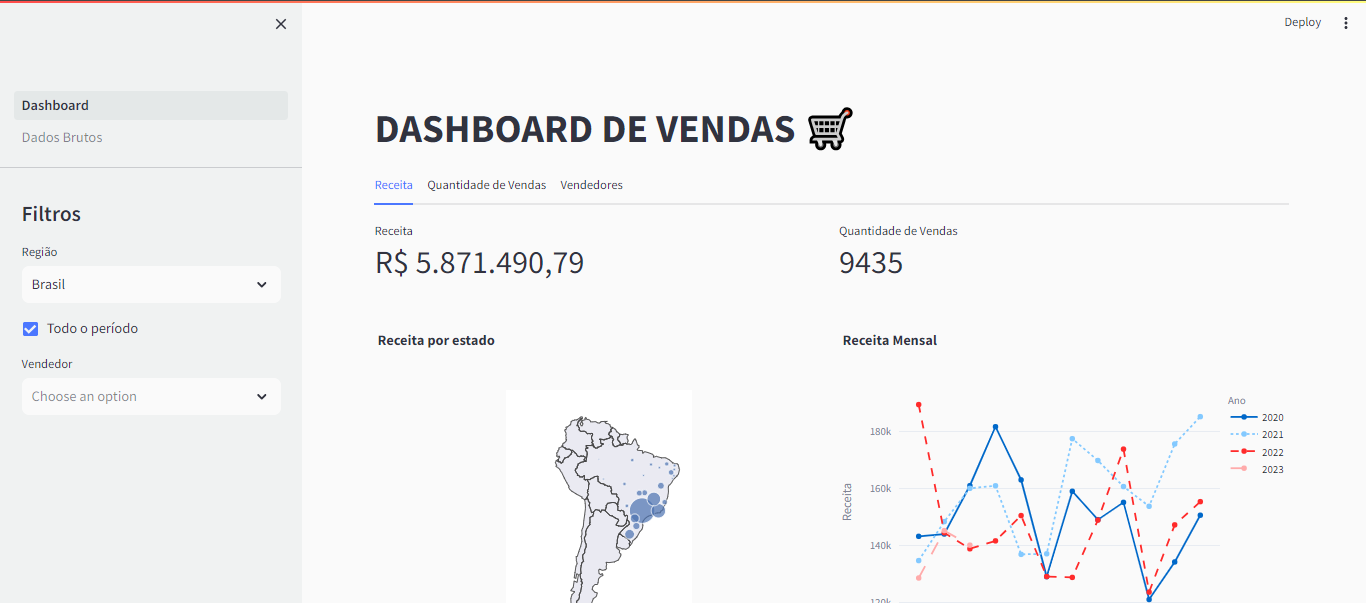 Deploy
Dashboard
Dados Brutos
Filtros
Região
Brasil
Todo o período
Vendedor
Choose an option
DASHBOARD DE VENDAS
Receita Quantidade de Vendas Vendedores
Receita
R$ 5.871.490,79
Quantidade de Vendas
9435
Receita por estado
Receita Mensal
Receita
180k
160k
140k
120k
Ano
2020
2021
2022
2023